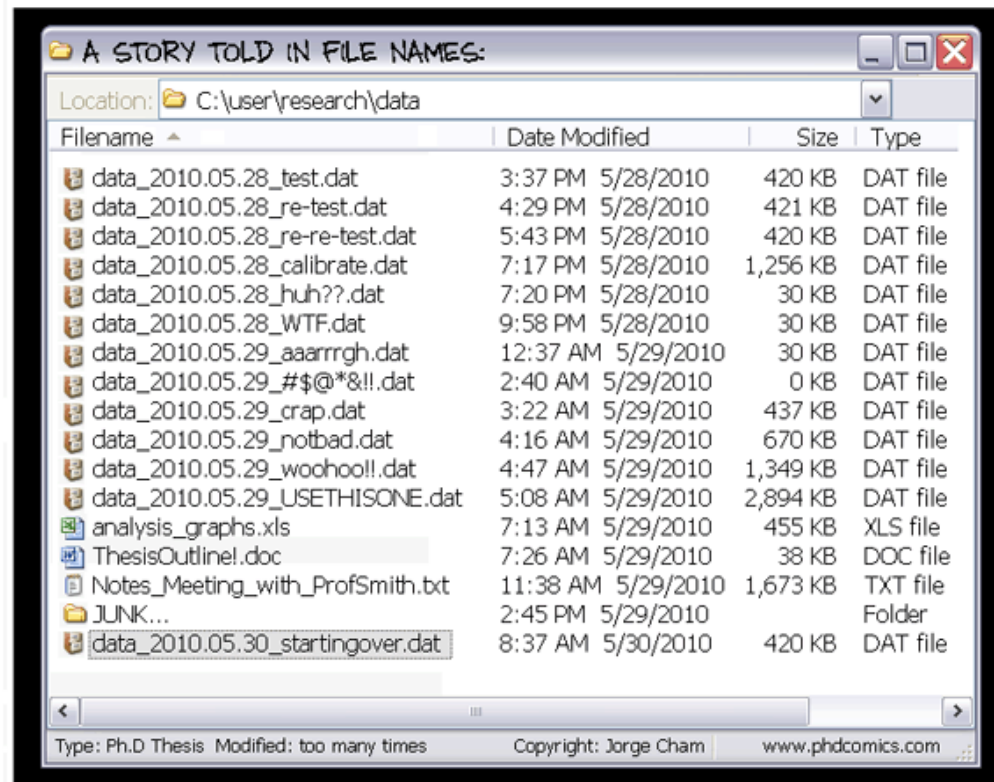 A STORY TOLD IN FILE NAMES:
Location: C:\user\research\data
Filename Date Modified Size Type
data_2010.05.28_test.dat 3:37 PM 5/28/2010 420 KB DAT file
data_2010.05.28_re-test.dat 4:29 PM 5/28/2010 421 KB DAT file
data_2010.05.28_re-re-test.dat 5:43 PM 5/28/2010 420 KB DAT file
data_2010.05.28_calibrate.dat 7:17 PM 5/28/2010 1,256 KB DAT file
data_2010.05.28_huh??.dat 7:20 PM 5/28/2010 30 KB DAT file
data_2010.05.28_WTF.dat 9:58 PM 5/28/2010 30 KB DAT file
data_2010.05.29_aaarrrgh.dat 12:37 AM 5/29/2010 30 KB DAT file
data_2010.05.29_#$@*&!!.dat 2:40 AM 5/29/2010 0 KB DAT file
data_2010.05.29_crap.dat 3:22 AM 5/29/2010 437 KB DAT file
data_2010.05.29_notbad.dat 4:16 AM 5/29/2010 670 KB DAT file
data_2010.05.29_woohoo!!.dat 4:47 AM 5/29/2010 1,349 KB DAT file
data_2010.05.29_USETHISONE.dat 5:08 AM 5/29/2010 2,894 KB DAT file
analysis_graphs.xls 7:13 AM 5/29/2010 455 KB XLS file
ThesisOutline!.doc 7:26 AM 5/29/2010 38 KB DOC file
Notes_Meeting_with_ProfSmith.txt 11:38 AM 5/29/2010 1,673 KB TXT file
JUNK... 2:45 PM 5/29/2010 Folder
data_2010.05.30_startingover.dat 8:37 AM 5/30/2010 420 KB DAT file
Type: Ph.D Thesis Modified: too many times Copyright: Jorge Cham www.phdcomics.com